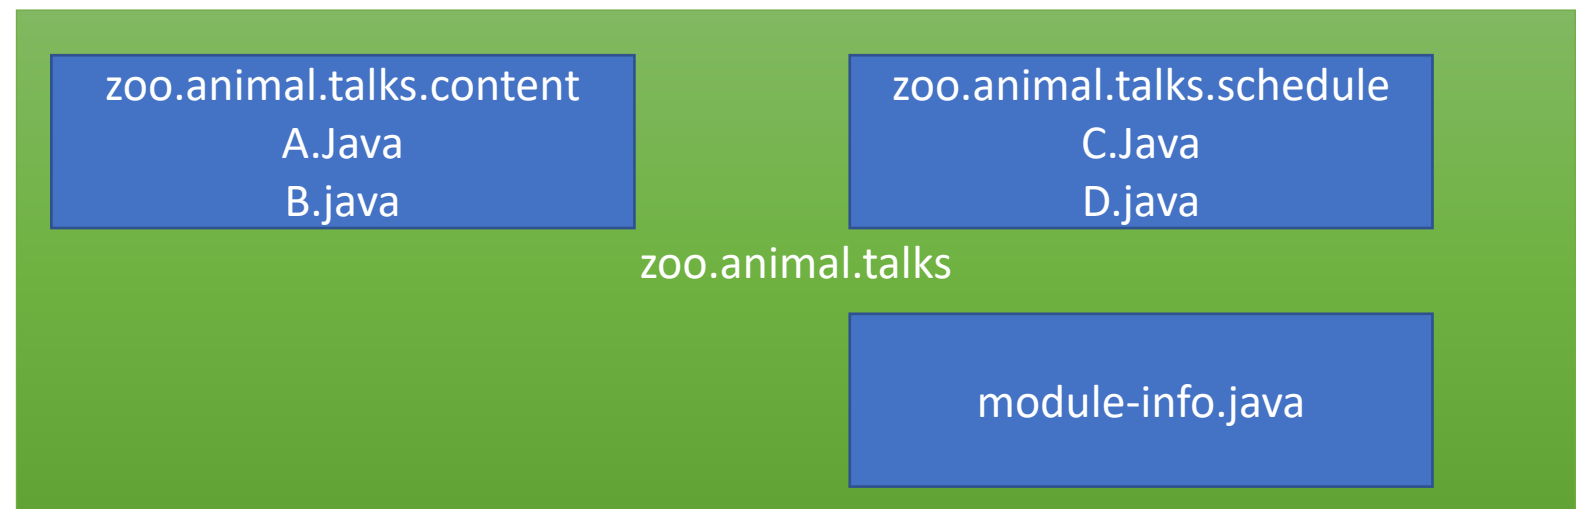 zoo.animal.talks.content
A.Java
B.java
zoo.animal.talks.schedule
C.Java
D.java
zoo.animal.talks
module-info.java